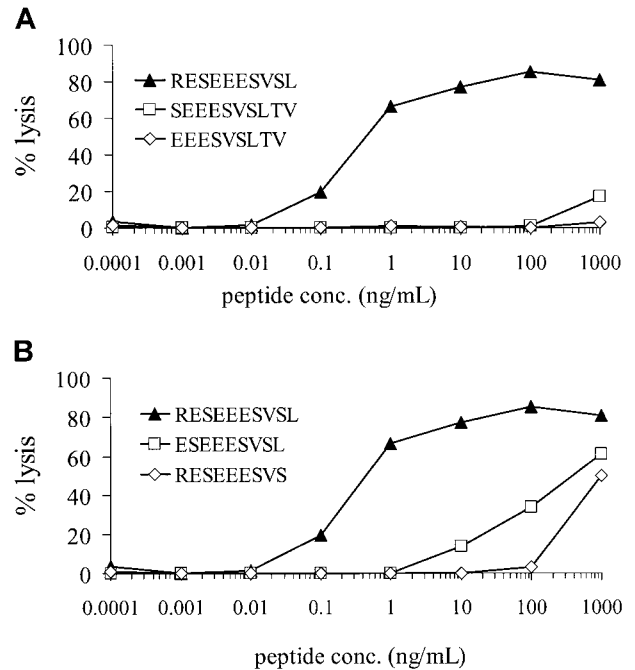 A
100
80
60
40
20
0
% lysis
RESEEESVSL
SEEESVSLTV
EEESVSLTV
0.0001 0.001 0.01 0.1 1 10 100 1000
peptide conc. (ng/mL)
B
100
80
60
40
20
0
% lysis
RESEEESVSL
ESEEESVSL
RESEEESVS
0.0001 0.001 0.01 0.1 1 10 100 1000
peptide conc. (ng/mL)